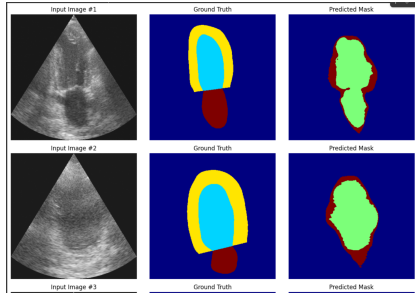 Input Image #1 Ground Truth Predicted Mask
Input Image #2 Ground Truth Predicted Mask
Input Image #3 Ground Truth Predicted Mask